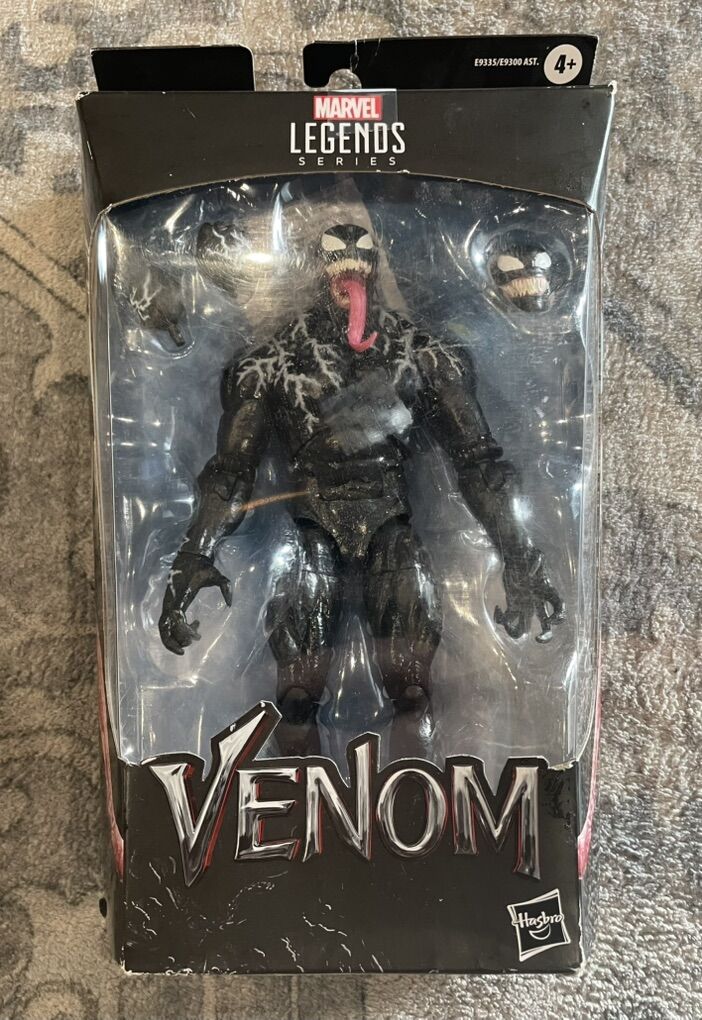 E9335/E9300 AST.
4+
MARVEL
LEGENDS
SERIES
VENOM
Hasbro